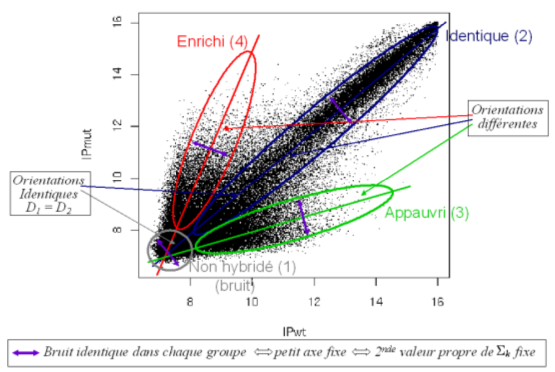 Enrichi (4)
Identique (2)
Orientations
différentes
Orientations
Identiques
D₁ = D₂
Appauvri (3)
Non hybridé (1)
(bruit)
IPmut
8
10
12
14
16
8
10
12
14
16
IPwt
Bruit identique dans chaque groupe ⇔ petit axe fixe ⇔ 2nde valeur propre de Σk fixe